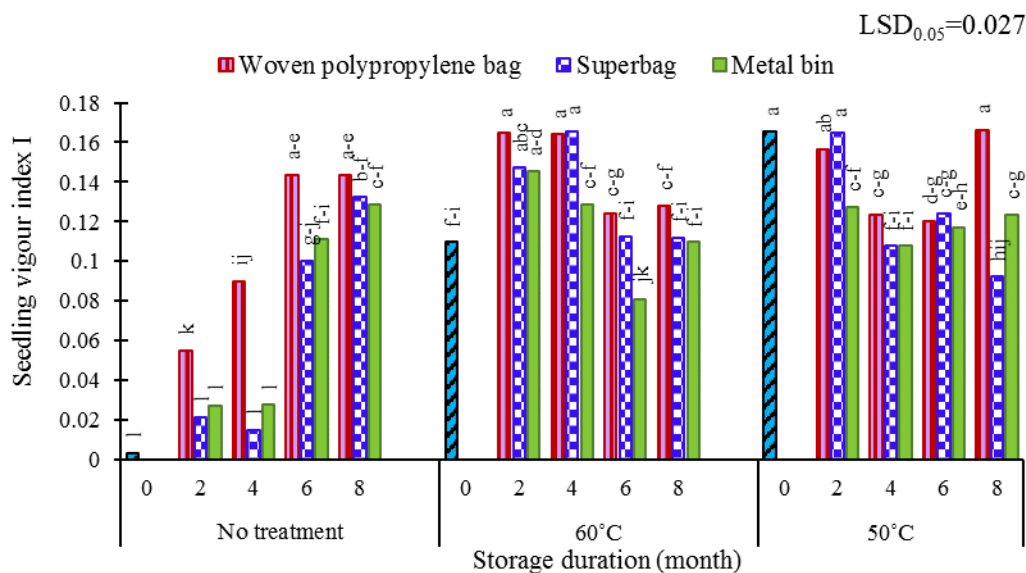 LSD0.05=0.027
Woven polypropylene bag Superbag Metal bin
Seedling vigour index I
0.18
0.16
0.14
0.12
0.1
0.08
0.06
0.04
0.02
0
l k l l ij l l a-e g-j f-i a-e b-f c-f
f-i a abc a-d a a c-f c-g f-i jk c-f f-i f-i
a ab a c-f c-g f-i f-i d-g c-g e-h a hij c-g
0 2 4 6 8 0 2 4 6 8 0 2 4 6 8
No treatment 60°C 50°C
Storage duration (month)